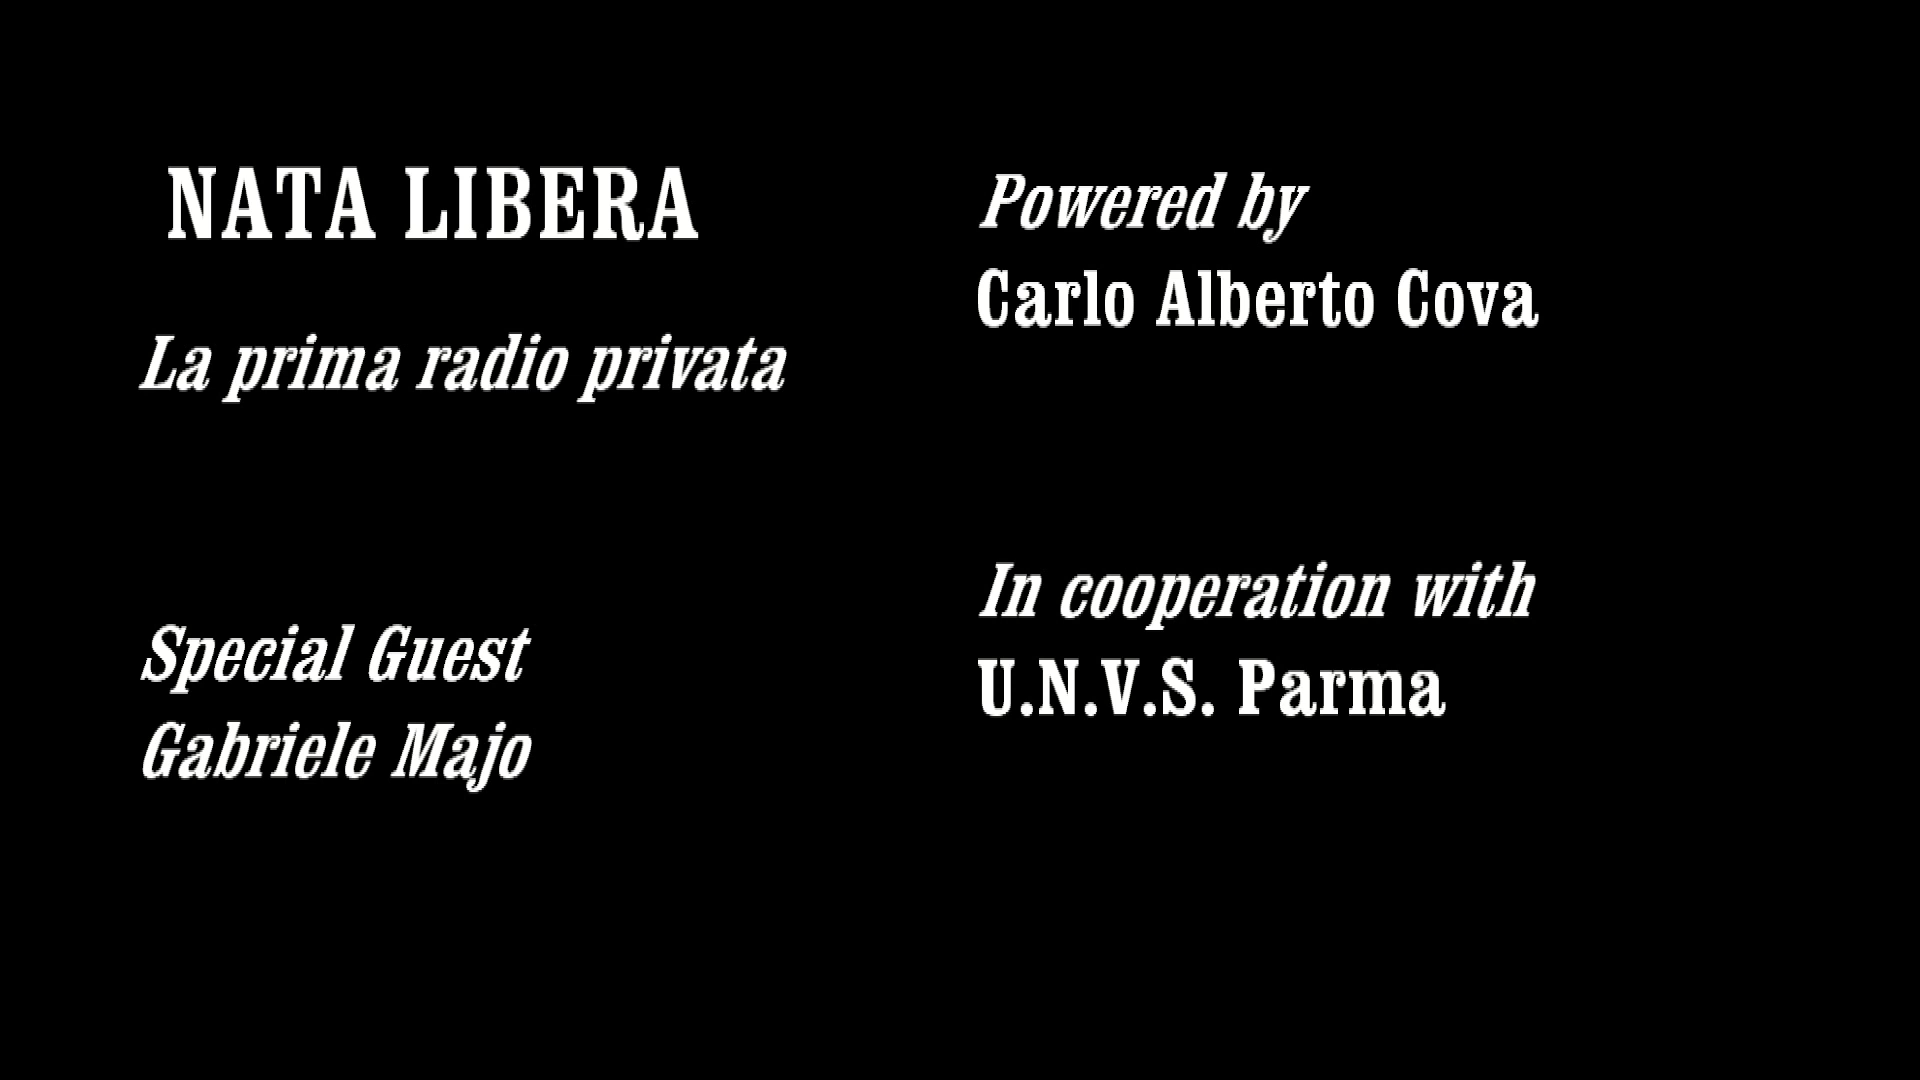 NATA LIBERA
La prima radio privata
Special Guest
Gabriele Majo
Powered by
Carlo Alberto Cova
In cooperation with
U.N.V.S. Parma